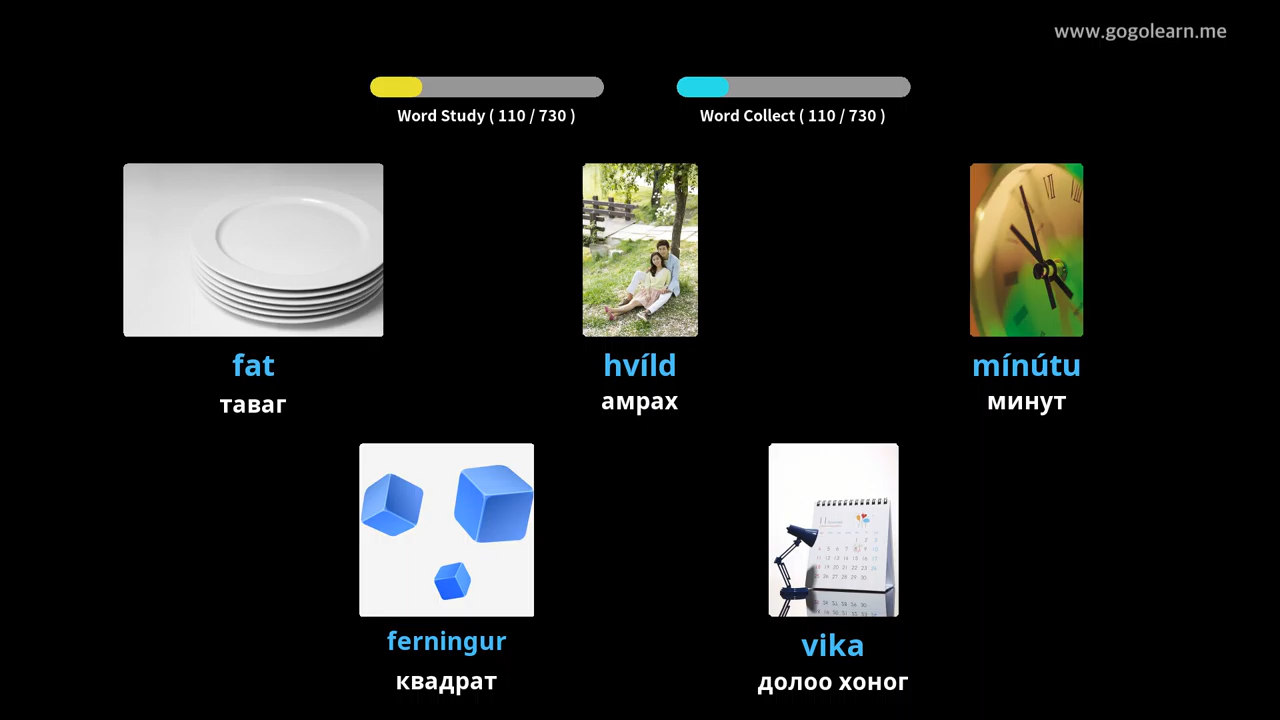 www.gogolearn.me
Word Study ( 110 / 730 )
Word Collect ( 110 / 730 )
fat
таваг
hvíld
амрах
mínútu
минут
ferningur
квадрат
vika
долоо хоног